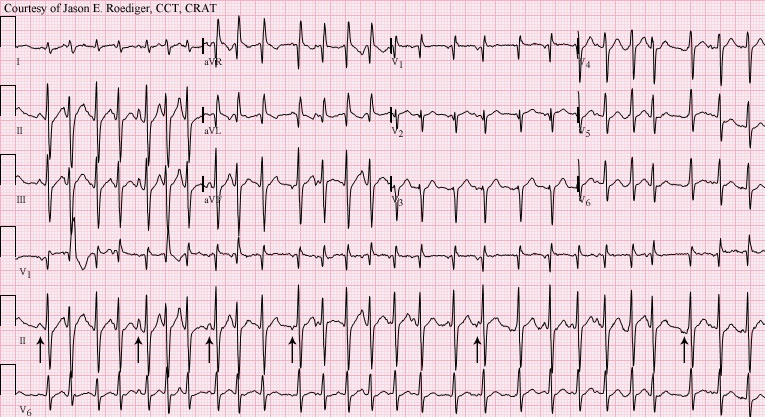 Courtesy of Jason E. Roediger, CCT, CRAT
I aVR V1 V4
II aVL V2 V5
III aVF V3 V6
V1
II
V6